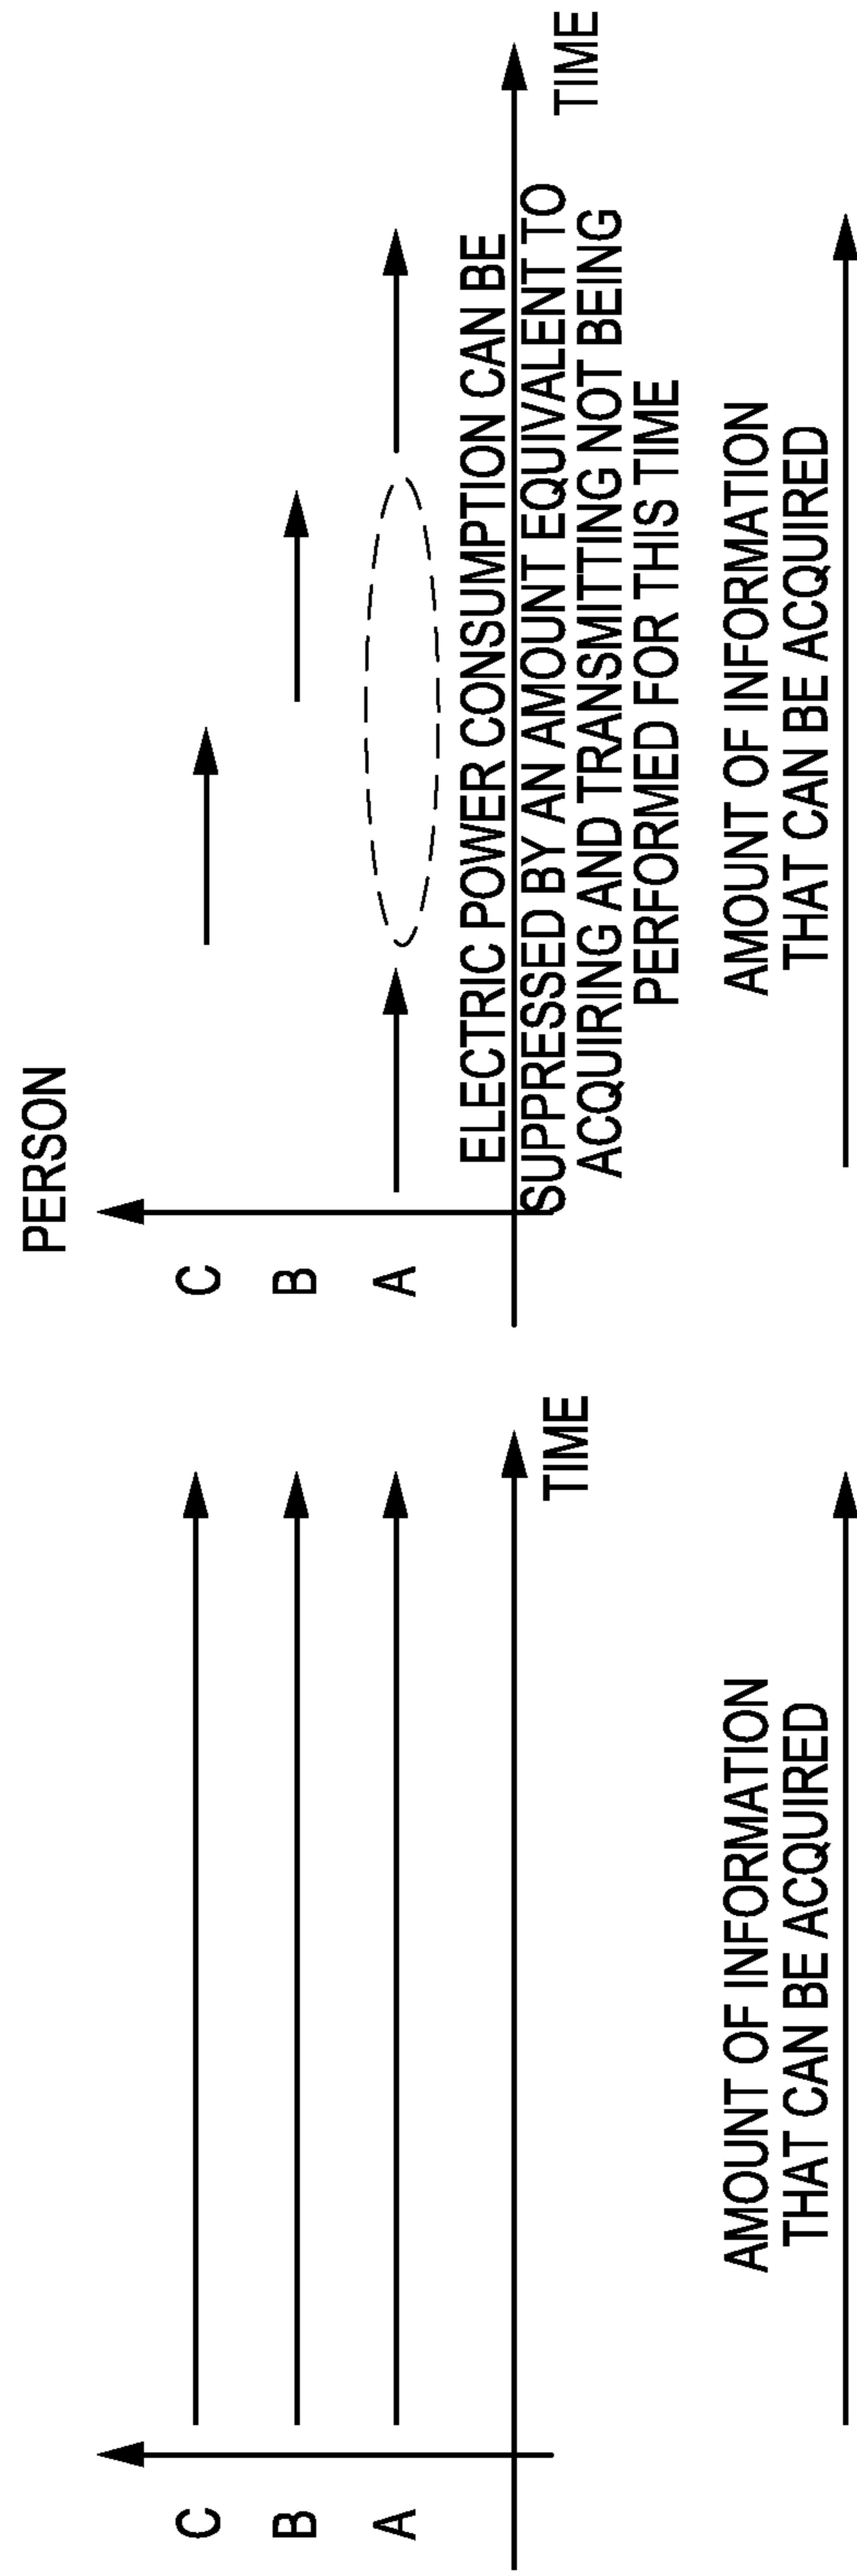 C
B
A
TIME
AMOUNT OF INFORMATION
THAT CAN BE ACQUIRED
PERSON
C
B
A
ELECTRIC POWER CONSUMPTION CAN BE
SUPPRESSED BY AN AMOUNT EQUIVALENT TO
ACQUIRING AND TRANSMITTING NOT BEING
PERFORMED FOR THIS TIME
TIME
AMOUNT OF INFORMATION
THAT CAN BE ACQUIRED